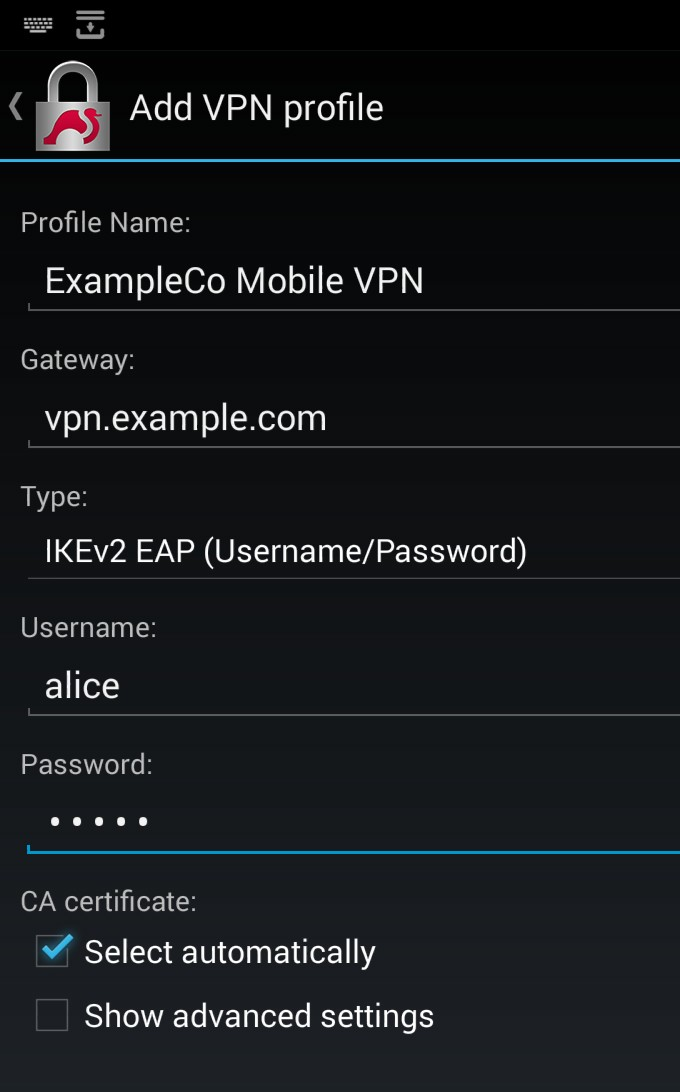 Add VPN profile
Profile Name:
ExampleCo Mobile VPN
Gateway:
vpn.example.com
Type:
IKEv2 EAP (Username/Password)
Username:
alice
Password:
•••••
CA certificate:
Select automatically
Show advanced settings